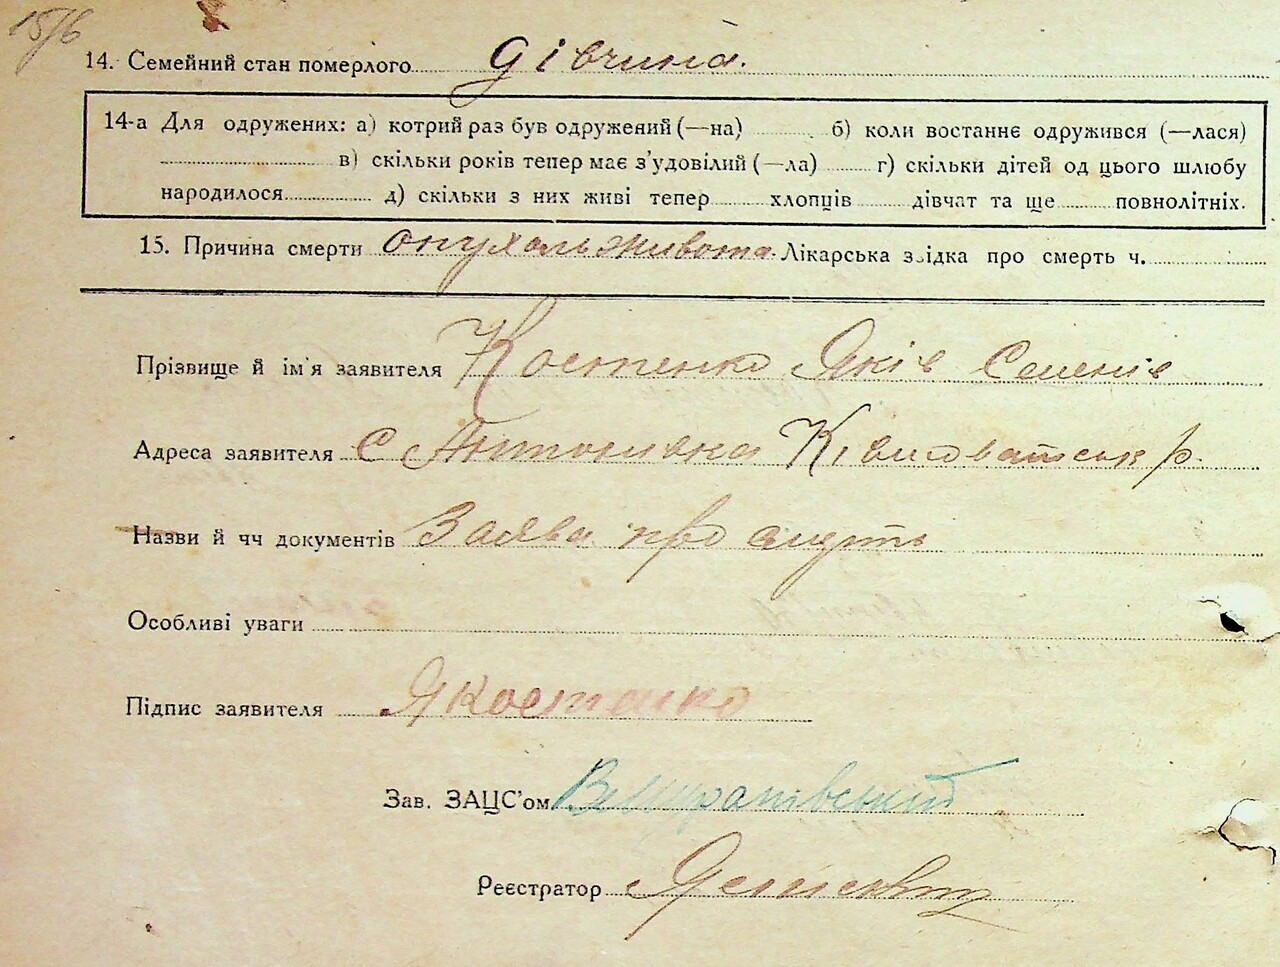 15/6
14. Семейний стан померлого дівчина.
14-а Для одружених: а) котрий раз був одружений (—на) б) коли востаннє одружився (—лася)
в) скільки років тепер має з'удовілий (—ла) г) скільки дітей од цього шлюбу
народилося д) скільки з них живі тепер хлопців дівчат та ще повнолітніх.
15. Причина смерти опухоль живота. Лікарська звідка про смерть ч.
Прізвище й ім'я заявителя Костенко Яків Семенів
Адреса заявителя с Антонівка р.
Назви й чч документів Заява про смерть
Особливі уваги
Підпис заявителя ЯКостенко
Зав. ЗАЦС'ом
Реєстратор